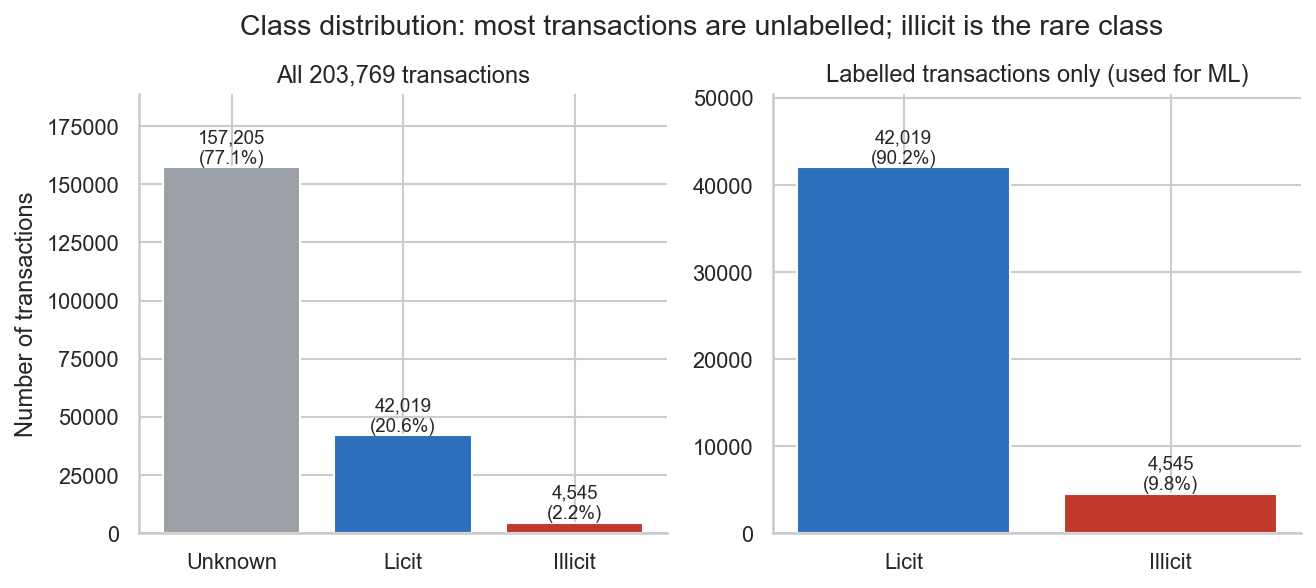 Class distribution: most transactions are unlabelled; illicit is the rare class
All 203,769 transactions
Number of transactions
175000
150000
125000
100000
75000
50000
25000
0
157,205
(77.1%)
42,019
(20.6%)
4,545
(2.2%)
Unknown
Licit
Illicit
Labelled transactions only (used for ML)
50000
40000
30000
20000
10000
0
42,019
(90.2%)
4,545
(9.8%)
Licit
Illicit